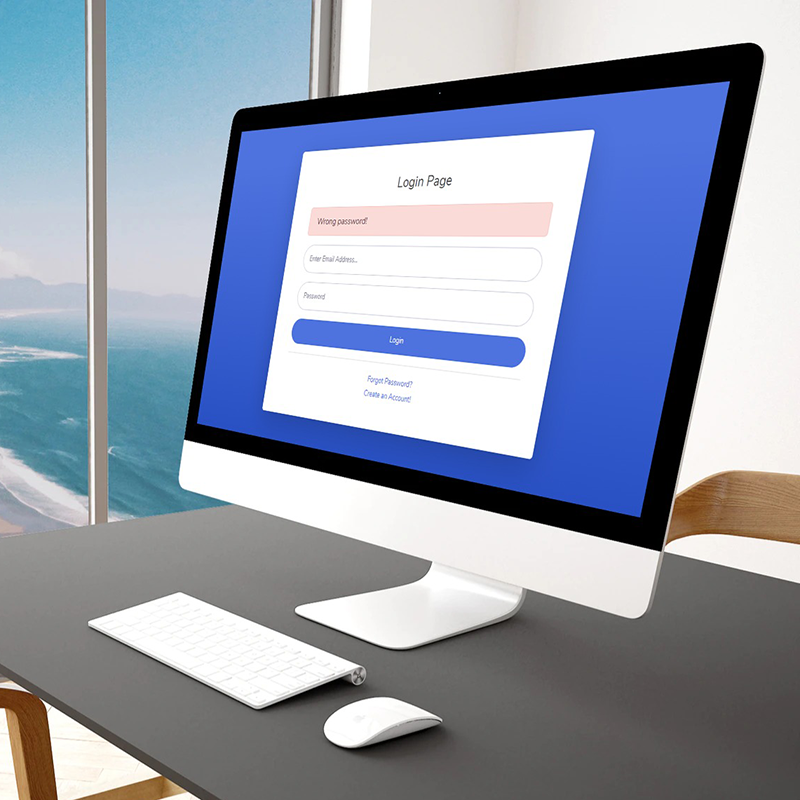 Login Page
Wrong password!
Enter Email Address...
Password
Login
Forgot Password?
Create an Account!